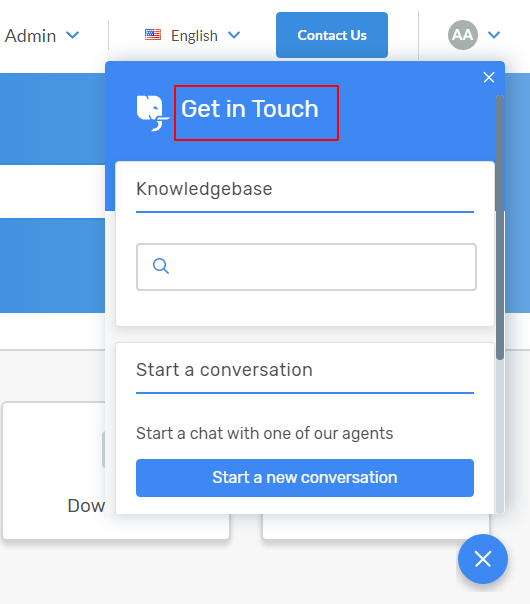 Admin
English
Contact Us
AA
Get in Touch
Knowledgebase
Start a conversation
Start a chat with one of our agents
Start a new conversation